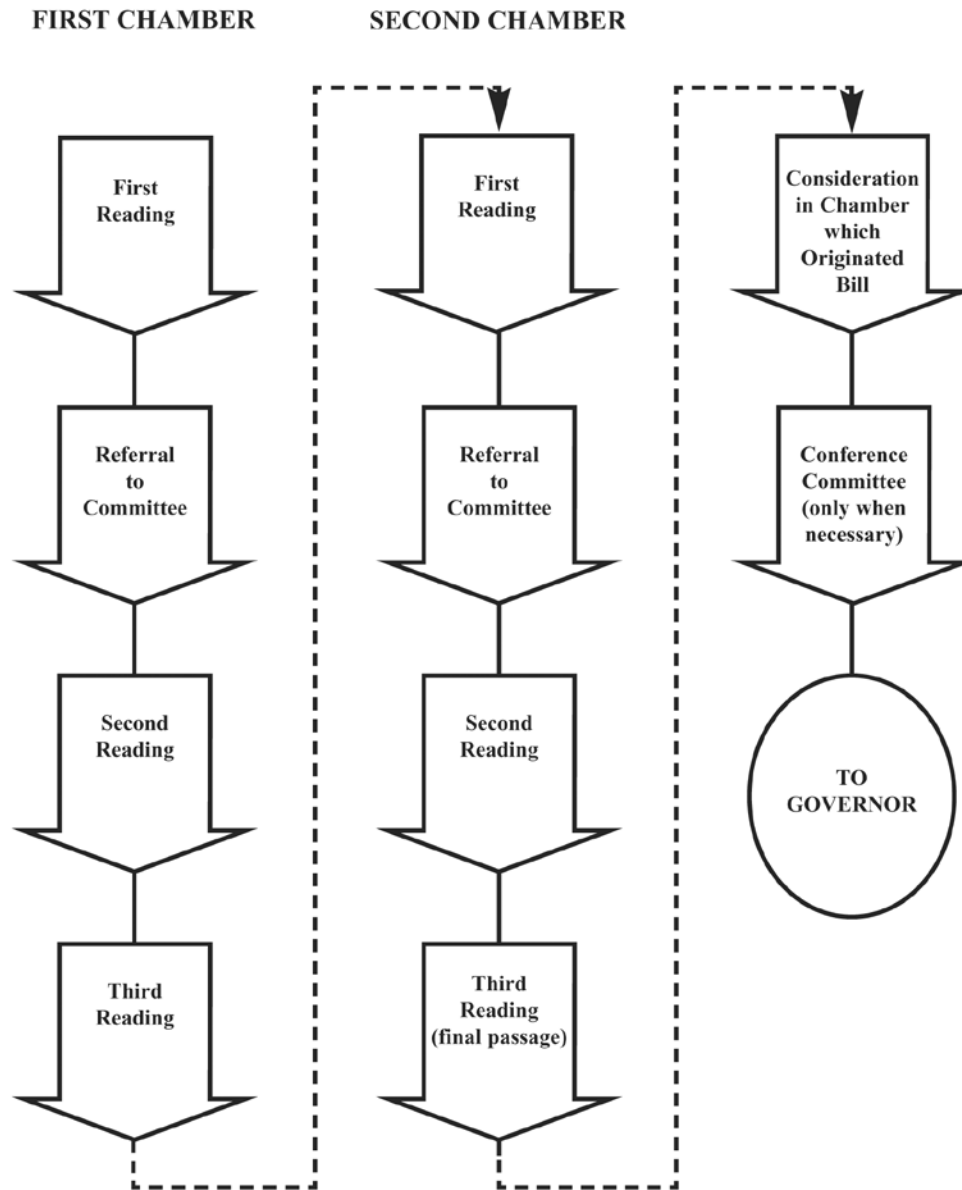 FIRST CHAMBER
SECOND CHAMBER
First
Reading
Referral
to
Committee
Second
Reading
Third
Reading
First
Reading
Referral
to
Committee
Second
Reading
Third
Reading
(final passage)
Consideration
in Chamber
which
Originated
Bill
Conference
Committee
(only when
necessary)
TO
GOVERNOR